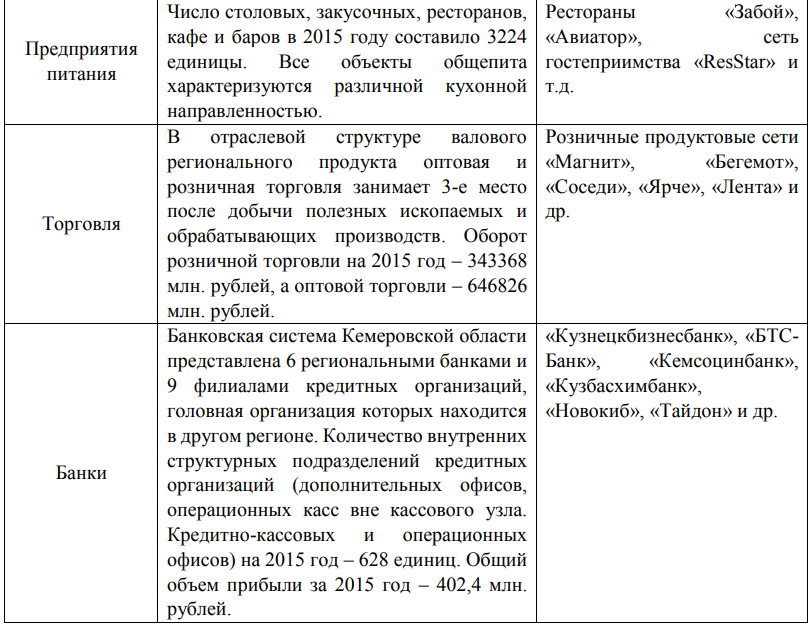 Предприятия
питания
Число столовых, закусочных, ресторанов,
кафе и баров в 2015 году составило 3224
единицы. Все объекты общепита
характеризуются различной кухонной
направленностью.
Рестораны «Забой»,
«Авиатор», сеть
гостеприимства «ResStar» и
т.д.
Торговля
В отраслевой структуре валового
регионального продукта оптовая и
розничная торговля занимает 3-е место
после добычи полезных ископаемых и
обрабатывающих производств. Оборот
розничной торговли на 2015 год – 343368
млн. рублей, а оптовой торговли – 646826
млн. рублей.
Розничные продуктовые сети
«Магнит», «Бегемот»,
«Соседи», «Ярче», «Лента» и
др.
Банки
Банковская система Кемеровской области
представлена 6 региональными банками и
9 филиалами кредитных организаций,
головная организация которых находится
в другом регионе. Количество внутренних
структурных подразделений кредитных
организаций (дополнительных офисов,
операционных касс вне кассового узла.
Кредитно-кассовых и операционных
офисов) на 2015 год – 628 единиц. Общий
объем прибыли за 2015 год – 402,4 млн.
рублей.
«Кузнецкбизнесбанк», «БТС-
Банк», «Кемсоцинбанк»,
«Кузбасхимбанк»,
«Новокиб», «Тайдон» и др.